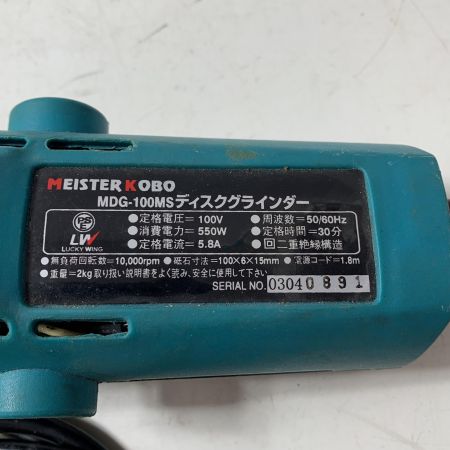 MEISTER KOBO
MDG-100MSディスクグラインダー
LW
LUCKY WING
●定格電圧=100V
●周波数=50/60Hz
●消費電力=550W
●定格時間=30分
●定格電流=5.8A
●回二重絶縁構造
●無負荷回転数=10,000rpm ●砥石寸法=100×6×15mm ●電源コード=1.8m
●重量=2kg取り扱い説明書をよく読み、安全に使用して下さい。
SERIAL NO. 03040891